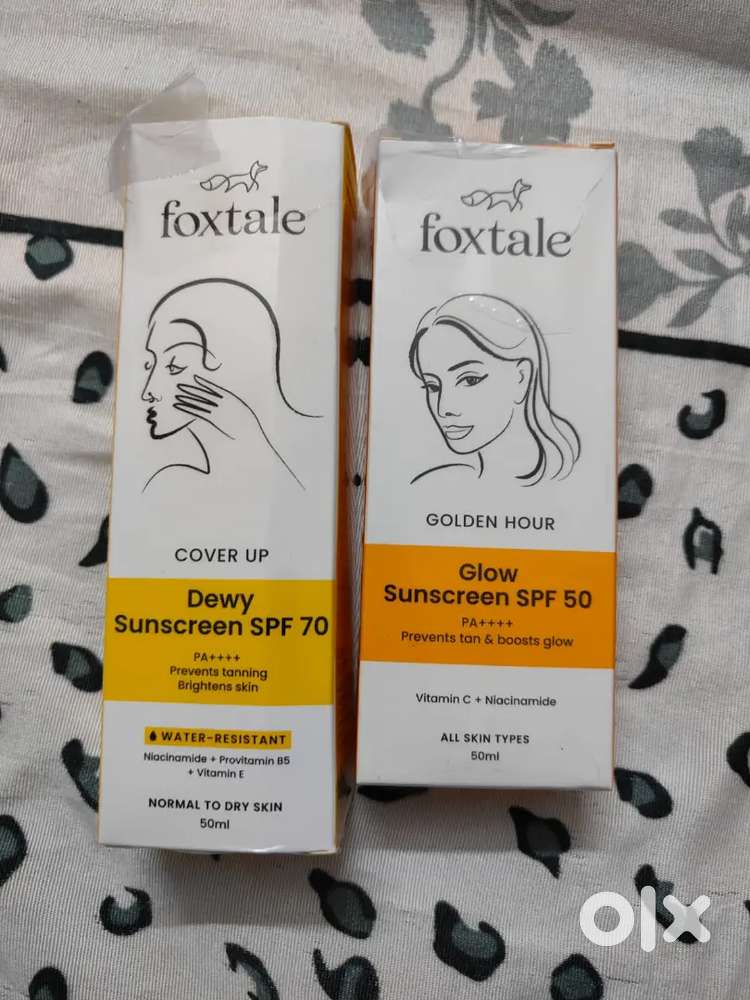 foxtale
COVER UP
Dewy
Sunscreen SPF 70
PA++++
Prevents tanning
Brightens skin
WATER-RESISTANT
Niacinamide + Provitamin B5
+ Vitamin E
NORMAL TO DRY SKIN
50ml
foxtale
GOLDEN HOUR
Glow
Sunscreen SPF 50
PA++++
Prevents tan & boosts glow
Vitamin C + Niacinamide
ALL SKIN TYPES
50ml
olx